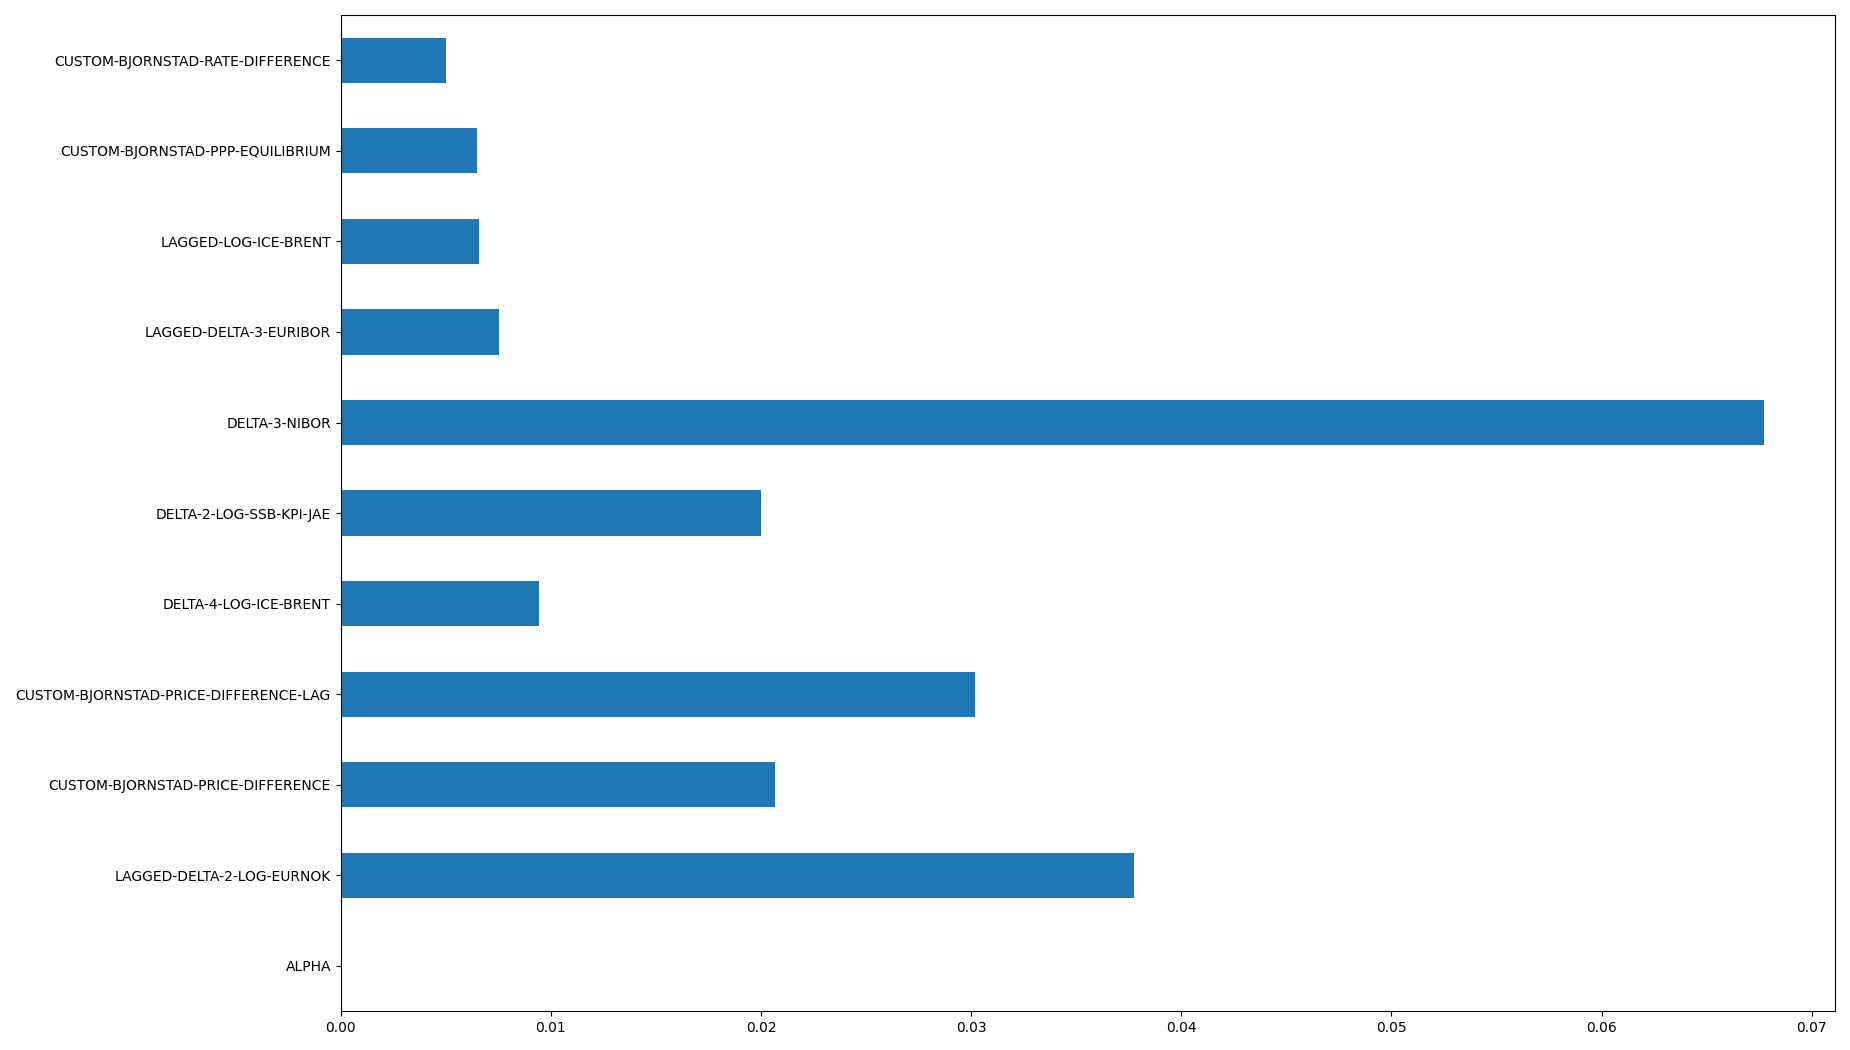 CUSTOM-BJORNSTAD-RATE-DIFFERENCE
CUSTOM-BJORNSTAD-PPP-EQUILIBRIUM
LAGGED-LOG-ICE-BRENT
LAGGED-DELTA-3-EURIBOR
DELTA-3-NIBOR
DELTA-2-LOG-SSB-KPI-JAE
DELTA-4-LOG-ICE-BRENT
CUSTOM-BJORNSTAD-PRICE-DIFFERENCE-LAG
CUSTOM-BJORNSTAD-PRICE-DIFFERENCE
LAGGED-DELTA-2-LOG-EURNOK
ALPHA
0.00 0.01 0.02 0.03 0.04 0.05 0.06 0.07